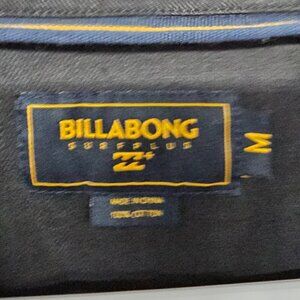 BILLABONG
SURFPLUS
M
MADE IN CHINA
100% COTTON